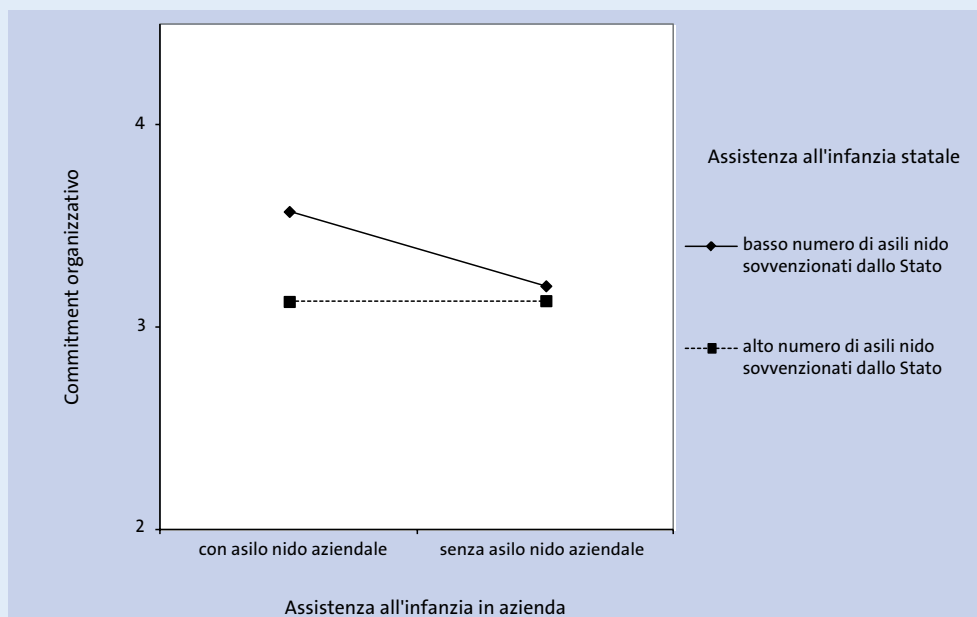 4
3
2
Commitment organizzativo
con asilo nido aziendale
senza asilo nido aziendale
Assistenza all'infanzia in azienda
Assistenza all'infanzia statale
basso numero di asili nido
sovvenzionati dallo Stato
alto numero di asili nido
sovvenzionati dallo Stato